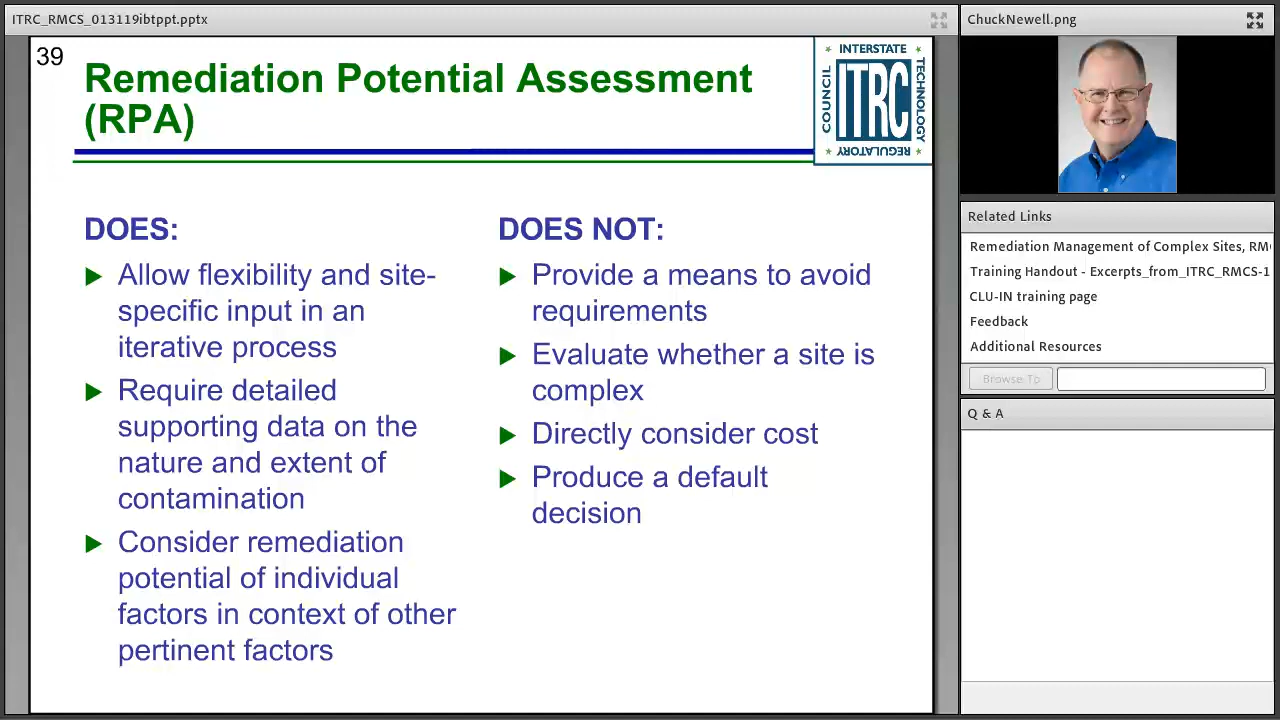 ITRC_RMCS_013119ibtppt.pptx
39
Remediation Potential Assessment
(RPA)
INTERSTATE
COUNCIL
ITRC
TECHNOLOGY
REGULATORY
DOES:
Allow flexibility and site-
specific input in an
iterative process
Require detailed
supporting data on the
nature and extent of
contamination
Consider remediation
potential of individual
factors in context of other
pertinent factors
DOES NOT:
Provide a means to avoid
requirements
Evaluate whether a site is
complex
Directly consider cost
Produce a default
decision
ChuckNewell.png
Related Links
Remediation Management of Complex Sites, RM
Training Handout - Excerpts_from_ITRC_RMCS-1
CLU-IN training page
Feedback
Additional Resources
Browse To
Q & A